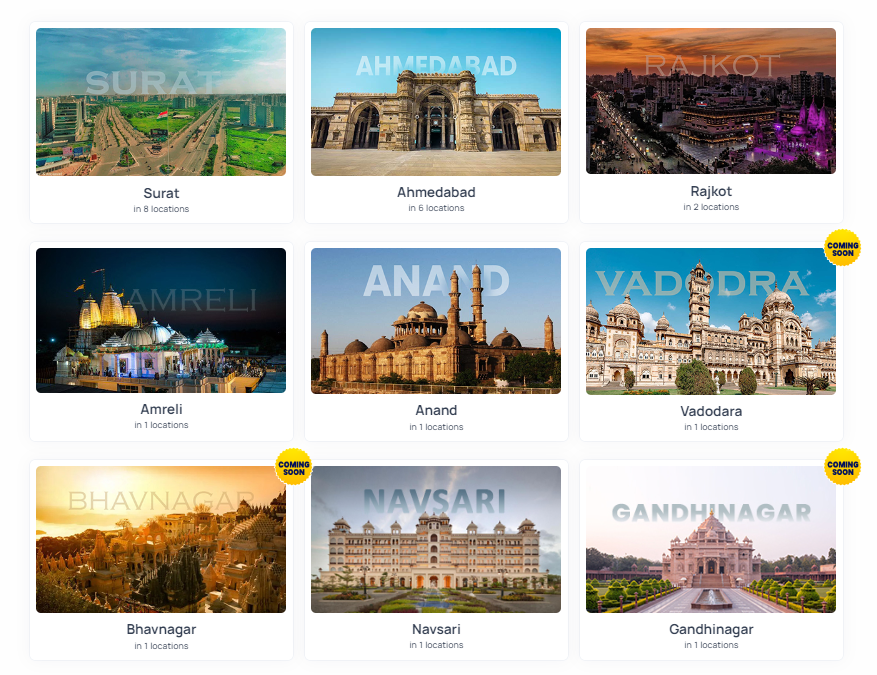 SURAT
AHMEDABAD
RAJKOT
Surat
in 8 locations
Ahmedabad
in 6 locations
Rajkot
in 2 locations
COMING
SOON
AMRELI
ANAND
VADODRA
Amreli
in 1 locations
Anand
in 1 locations
Vadodara
in 1 locations
COMING
SOON
COMING
SOON
BHAVNAGAR
NAVSARI
GANDHINAGAR
Bhavnagar
in 1 locations
Navsari
in 1 locations
Gandhinagar
in 1 locations